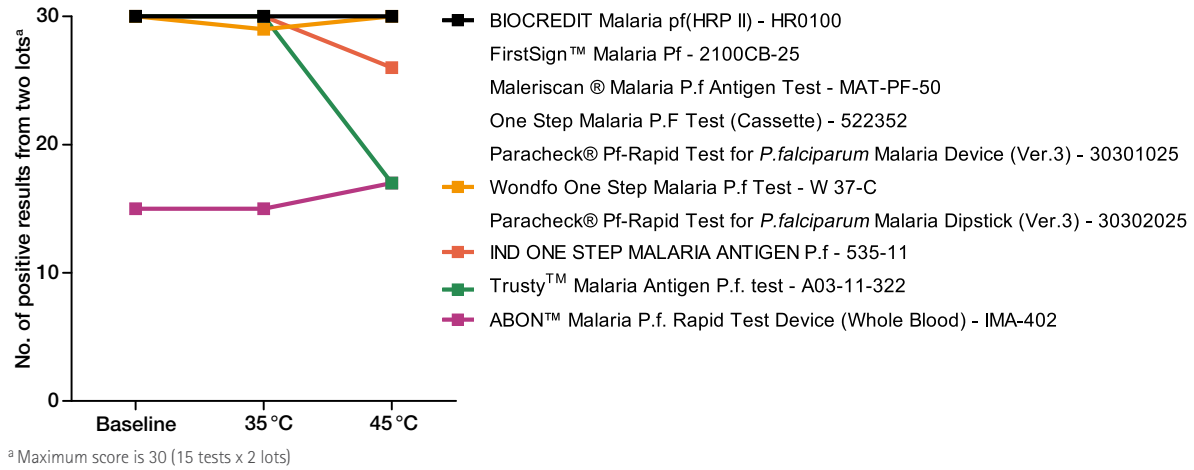 No. of positive results from two lotsᵃ
30
20
10
0
Baseline 35 °C 45 °C
BIOCREDIT Malaria pf(HRP II) - HR0100
FirstSign™ Malaria Pf - 2100CB-25
Maleriscan ® Malaria P.f Antigen Test - MAT-PF-50
One Step Malaria P.F Test (Cassette) - 522352
Paracheck® Pf-Rapid Test for P.falciparum Malaria Device (Ver.3) - 30301025
Wondfo One Step Malaria P.f Test - W 37-C
Paracheck® Pf-Rapid Test for P.falciparum Malaria Dipstick (Ver.3) - 30302025
IND ONE STEP MALARIA ANTIGEN P.f - 535-11
Trusty™ Malaria Antigen P.f. test - A03-11-322
ABON™ Malaria P.f. Rapid Test Device (Whole Blood) - IMA-402
ᵃ Maximum score is 30 (15 tests x 2 lots)